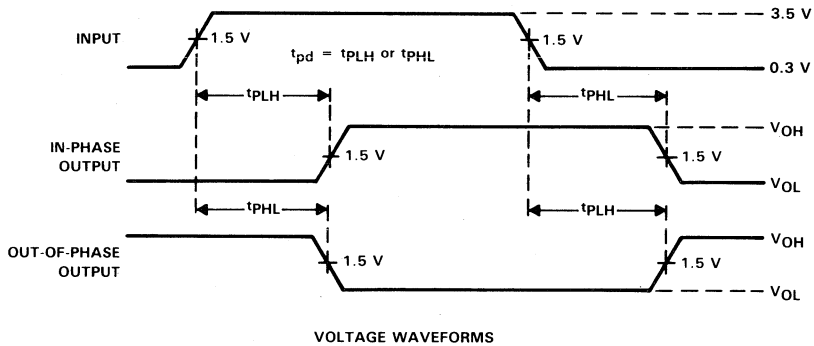 3.5 V
INPUT
1.5 V
1.5 V
tpd = tPLH or tPHL
0.3 V
tPLH
tPHL
IN-PHASE
OUTPUT
VOH
1.5 V
1.5 V
VOL
tPHL
tPLH
OUT-OF-PHASE
OUTPUT
VOH
1.5 V
1.5 V
VOL
VOLTAGE WAVEFORMS